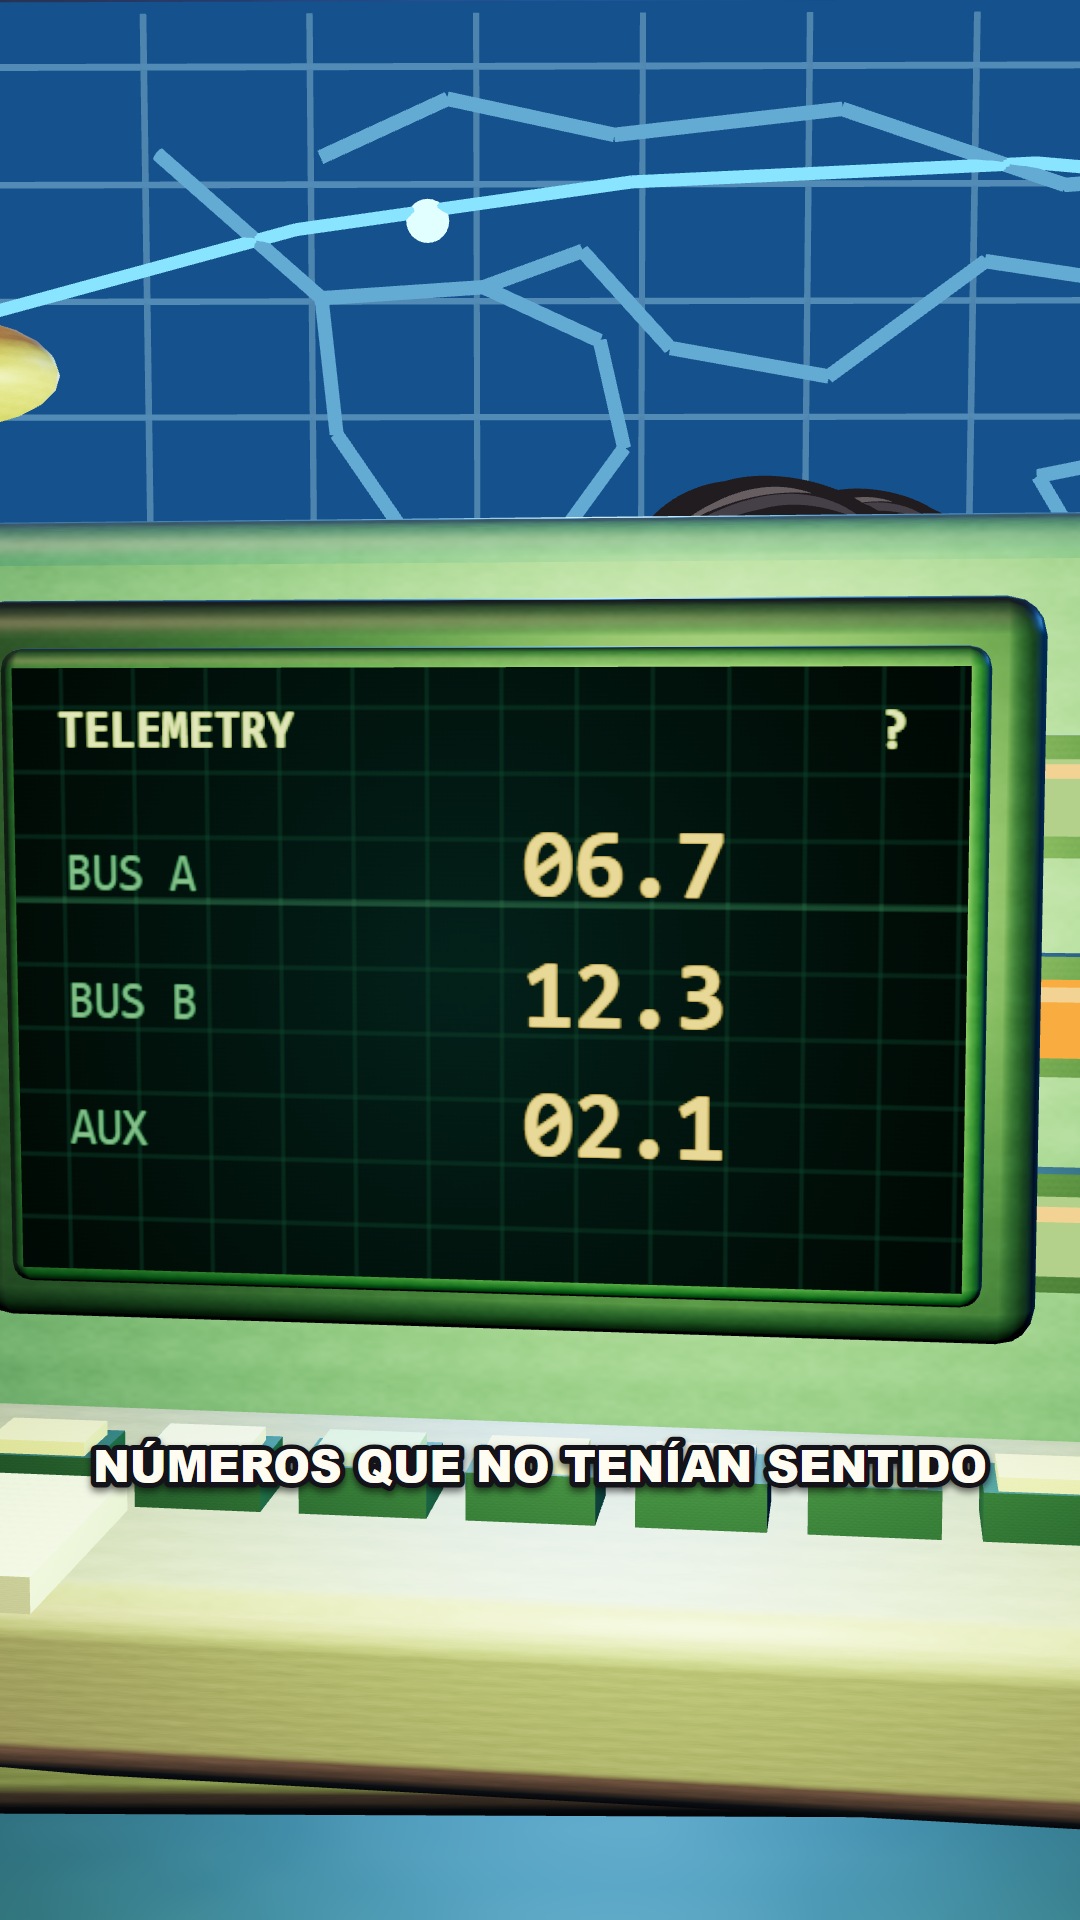 TELEMETRY ?
BUS A 06.7
BUS B 12.3
AUX 02.1
NÚMEROS QUE NO TENÍAN SENTIDO